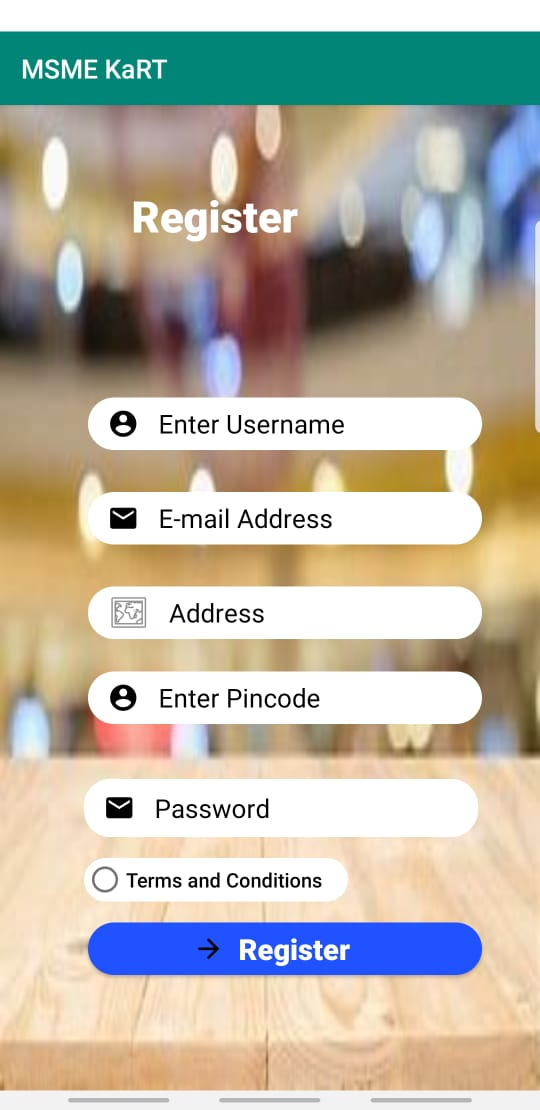 MSME KaRT
Register
Enter Username
E-mail Address
Address
Enter Pincode
Password
Terms and Conditions
Register